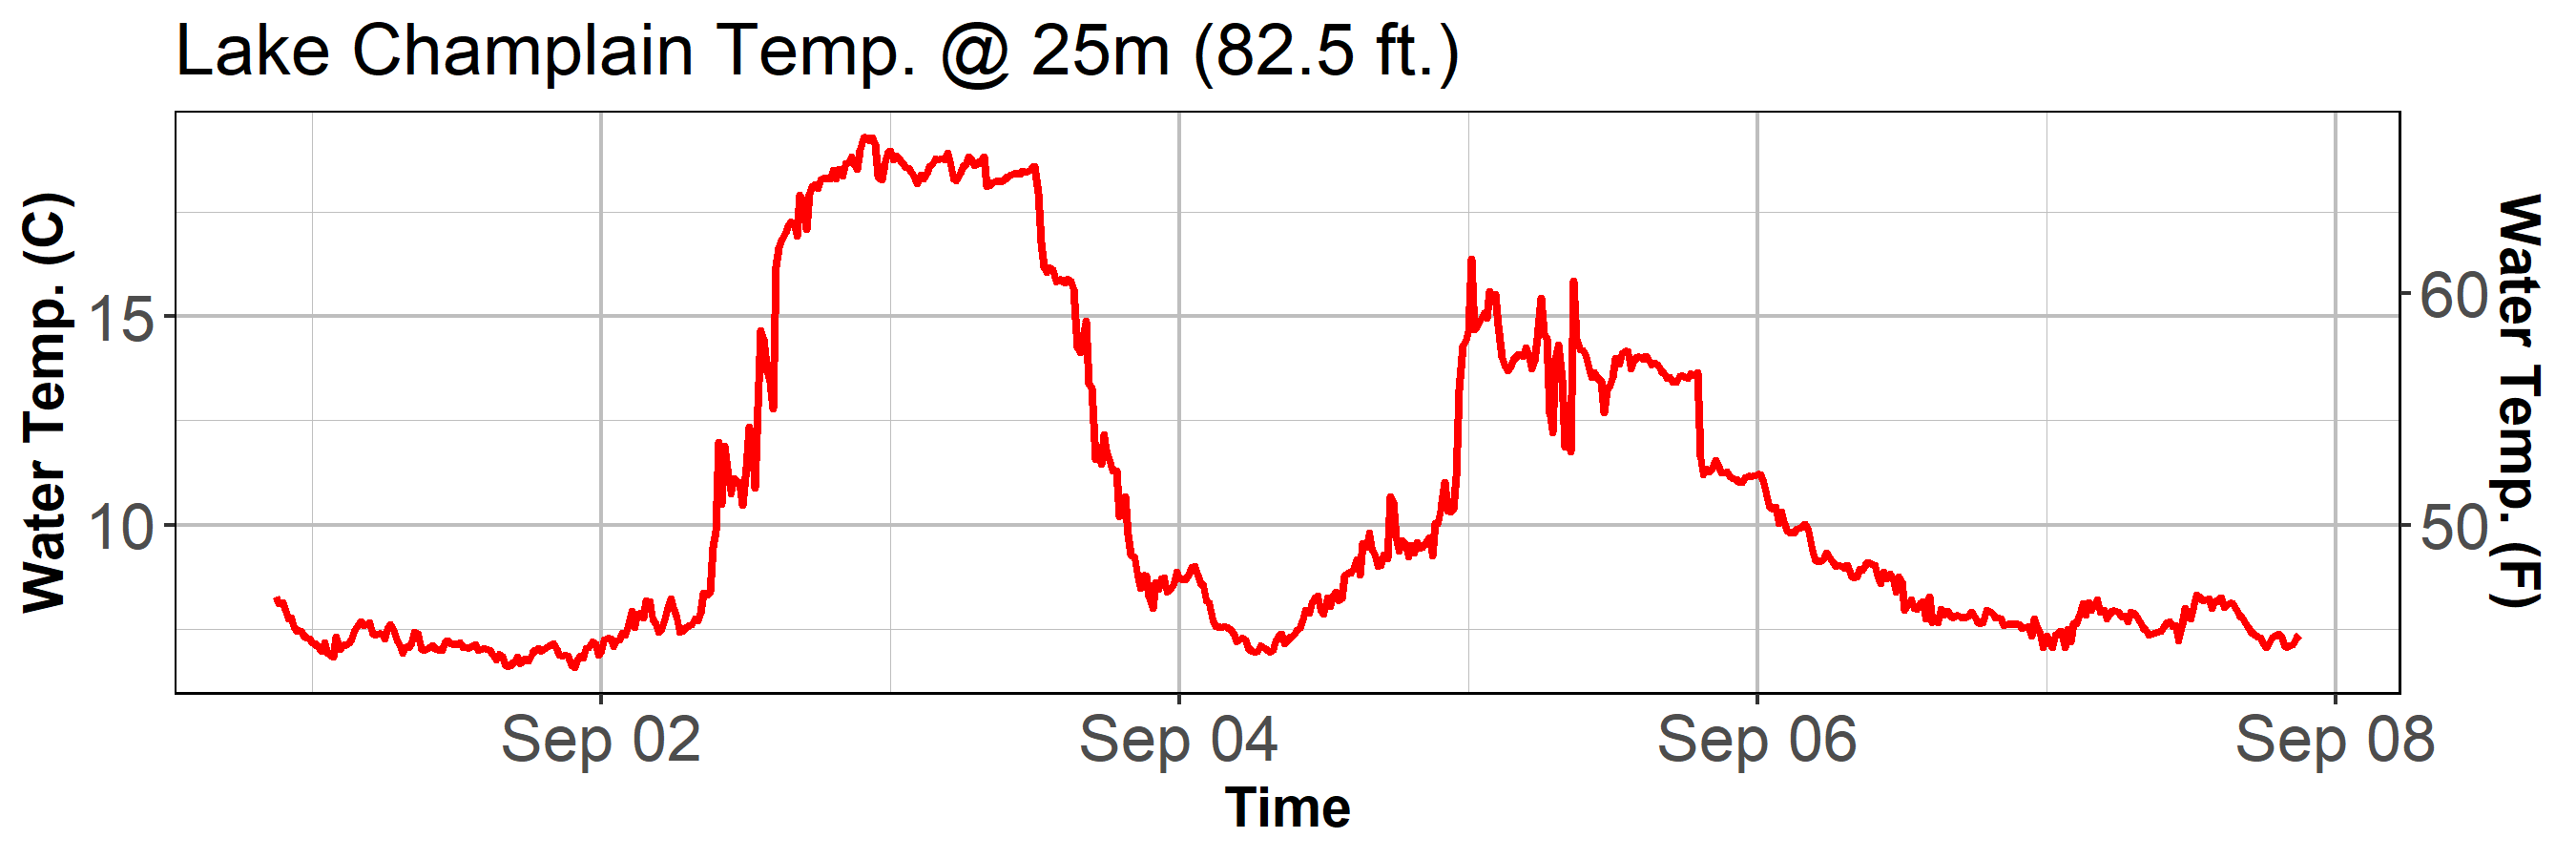 Lake Champlain Temp. @ 25m (82.5 ft.)
Water Temp. (C)
15
10
60
50
Water Temp. (F)
Sep 02 Sep 04 Sep 06 Sep 08
Time